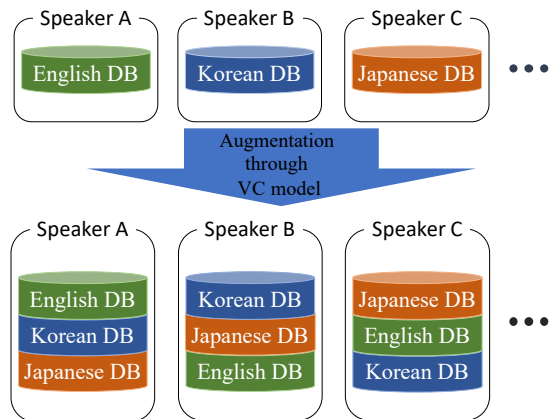 Speaker A
Speaker B
Speaker C
English DB
Korean DB
Japanese DB
Augmentation
through
VC model
Speaker A
Speaker B
Speaker C
English DB
Korean DB
Japanese DB
Korean DB
Japanese DB
English DB
Japanese DB
English DB
Korean DB